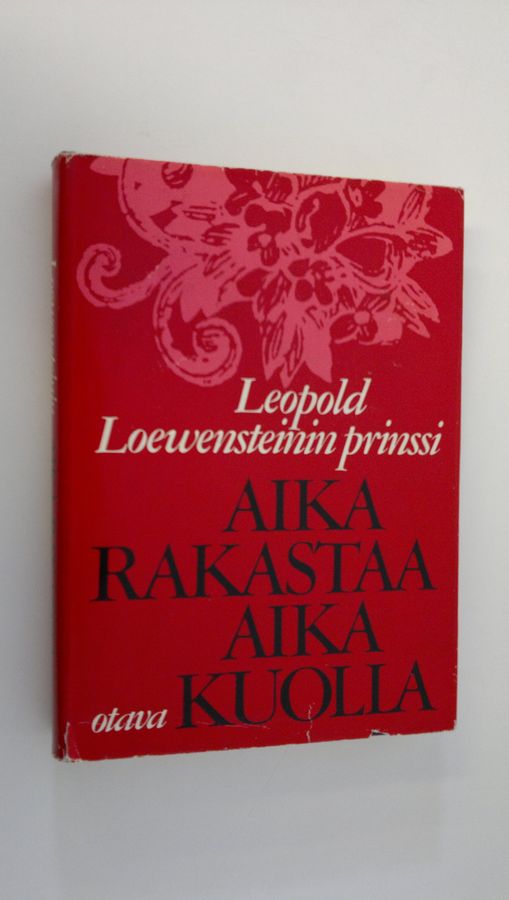 Leopold
Loewensteinin prinssi
AIKA
RAKASTAA
AIKA
KUOLLA
otava